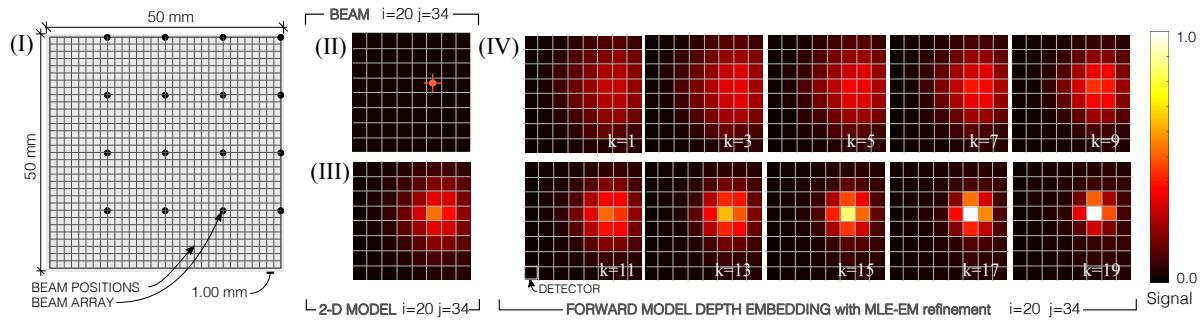 (I)
50 mm
50 mm
BEAM POSITIONS
BEAM ARRAY
1.00 mm
BEAM i=20 j=34
(II)
(III)
2-D MODEL i=20 j=34
(IV)
k=1
k=3
k=5
k=7
k=9
k=11
k=13
k=15
k=17
k=19
DETECTOR
FORWARD MODEL DEPTH EMBEDDING with MLE-EM refinement i=20 j=34
1.0
0.0
Signal